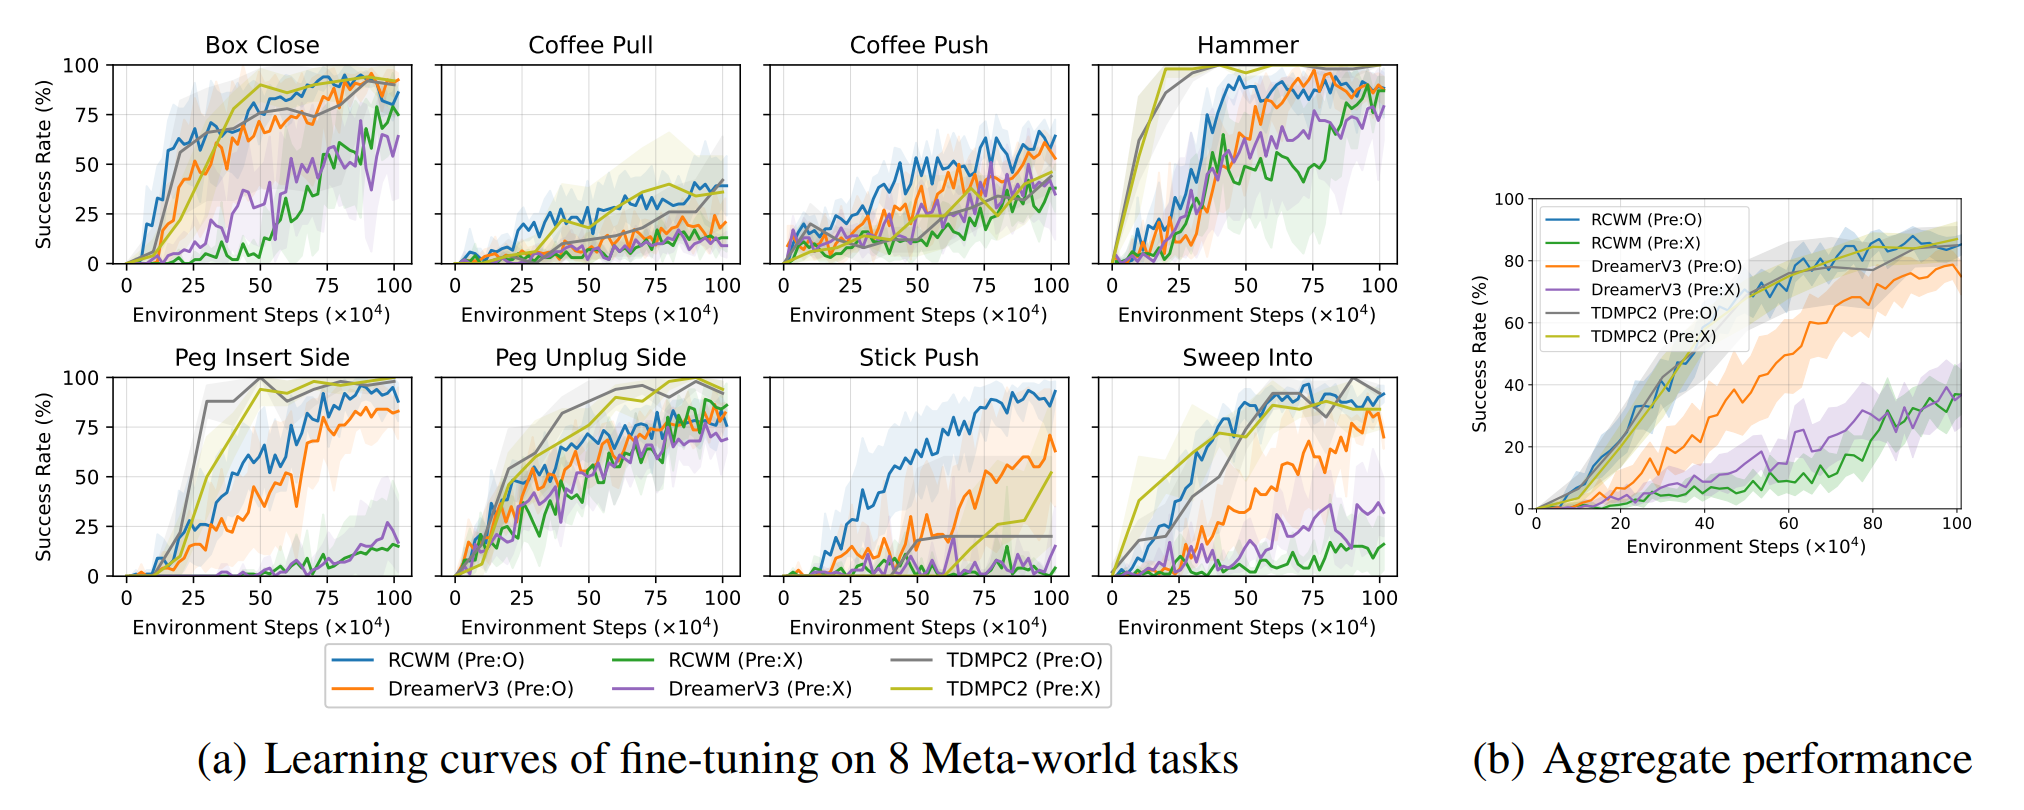 Box Close
Coffee Pull
Coffee Push
Hammer
Success Rate (%)
100
75
50
25
0
0 25 50 75 100
0 25 50 75 100
0 25 50 75 100
0 25 50 75 100
Environment Steps (×10⁴)
Environment Steps (×10⁴)
Environment Steps (×10⁴)
Environment Steps (×10⁴)
Peg Insert Side
Peg Unplug Side
Stick Push
Sweep Into
Success Rate (%)
100
75
50
25
0
0 25 50 75 100
0 25 50 75 100
0 25 50 75 100
0 25 50 75 100
Environment Steps (×10⁴)
Environment Steps (×10⁴)
Environment Steps (×10⁴)
Environment Steps (×10⁴)
RCWM (Pre:O)
RCWM (Pre:X)
TDMPC2 (Pre:O)
DreamerV3 (Pre:O)
DreamerV3 (Pre:X)
TDMPC2 (Pre:X)
(a) Learning curves of fine-tuning on 8 Meta-world tasks
Success Rate (%)
100
80
60
40
20
0
RCWM (Pre:O)
RCWM (Pre:X)
DreamerV3 (Pre:O)
DreamerV3 (Pre:X)
TDMPC2 (Pre:O)
TDMPC2 (Pre:X)
0 20 40 60 80 100
Environment Steps (×10⁴)
(b) Aggregate performance